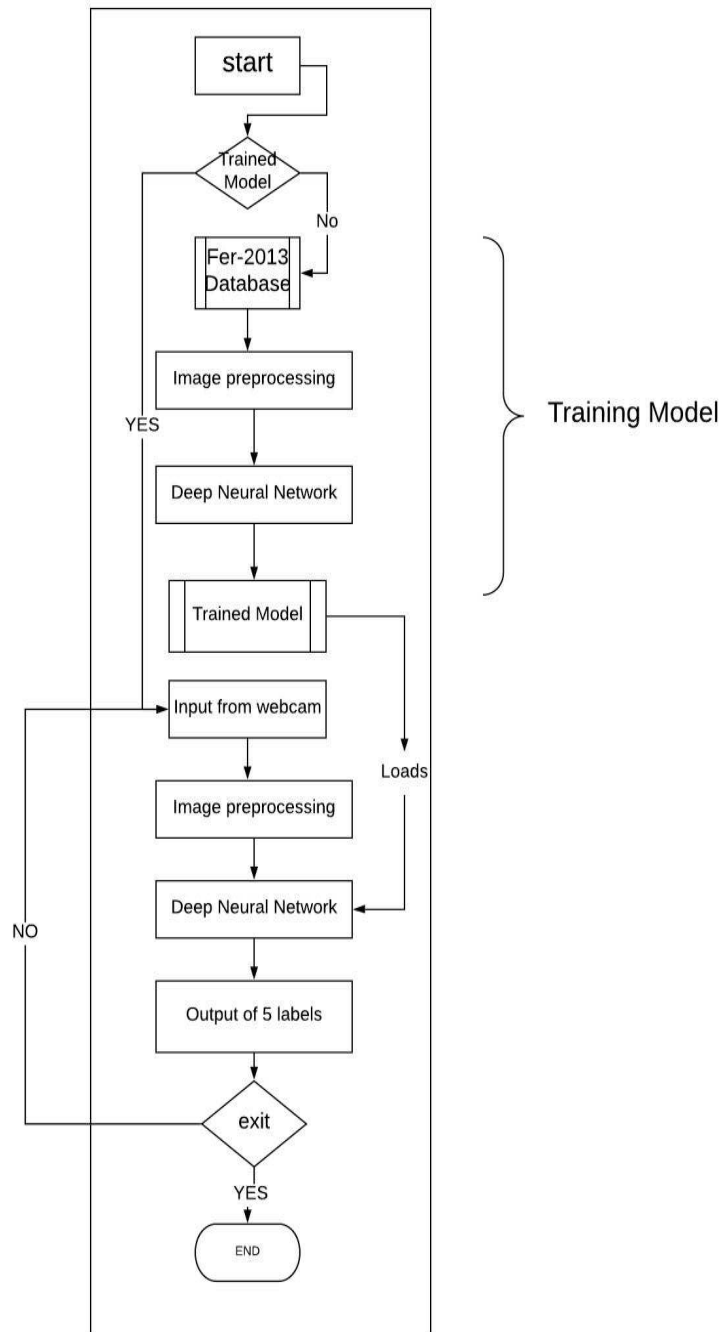 start
Trained
Model
No
Fer-2013
Database
Image preprocessing
Training Model
YES
Deep Neural Network
Trained Model
Input from webcam
Loads
Image preprocessing
Deep Neural Network
NO
Output of 5 labels
exit
YES
END